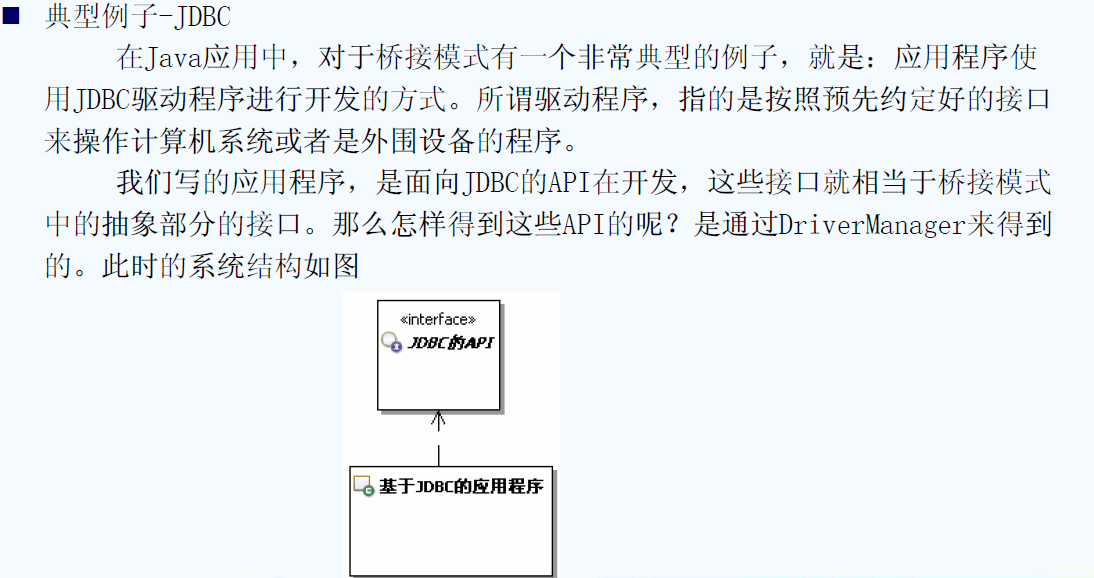 典型例子-JDBC
在Java应用中，对于桥接模式有一个非常典型的例子，就是：应用程序使
用JDBC驱动程序进行开发的方式。所谓驱动程序，指的是按照预先约定好的接口
来操作计算机系统或者是外围设备的程序。
我们写的应用程序，是面向JDBC的API在开发，这些接口就相当于桥接模式
中的抽象部分的接口。那么怎样得到这些API的呢？是通过DriverManager来得到
的。此时的系统结构如图
«interface»
JDBC的API
基于JDBC的应用程序